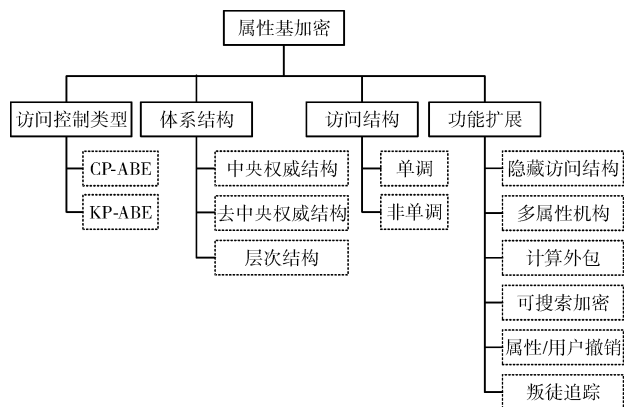 属性基加密
访问控制类型
体系结构
访问结构
功能扩展
CP-ABE
KP-ABE
中央权威结构
去中央权威结构
层次结构
单调
非单调
隐藏访问结构
多属性机构
计算外包
可搜索加密
属性/用户撤销
叛徒追踪